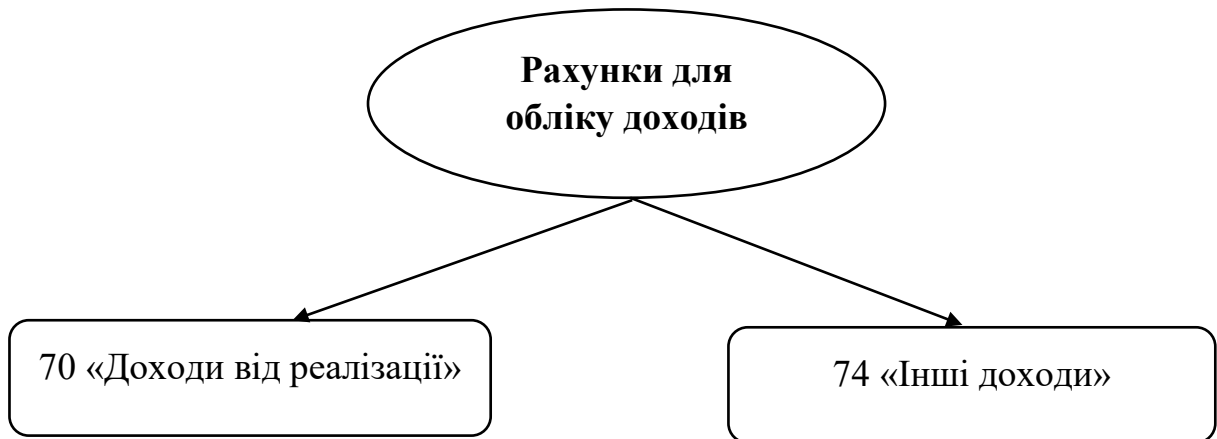 Рахунки для
обліку доходів
70 «Доходи від реалізації»
74 «Інші доходи»